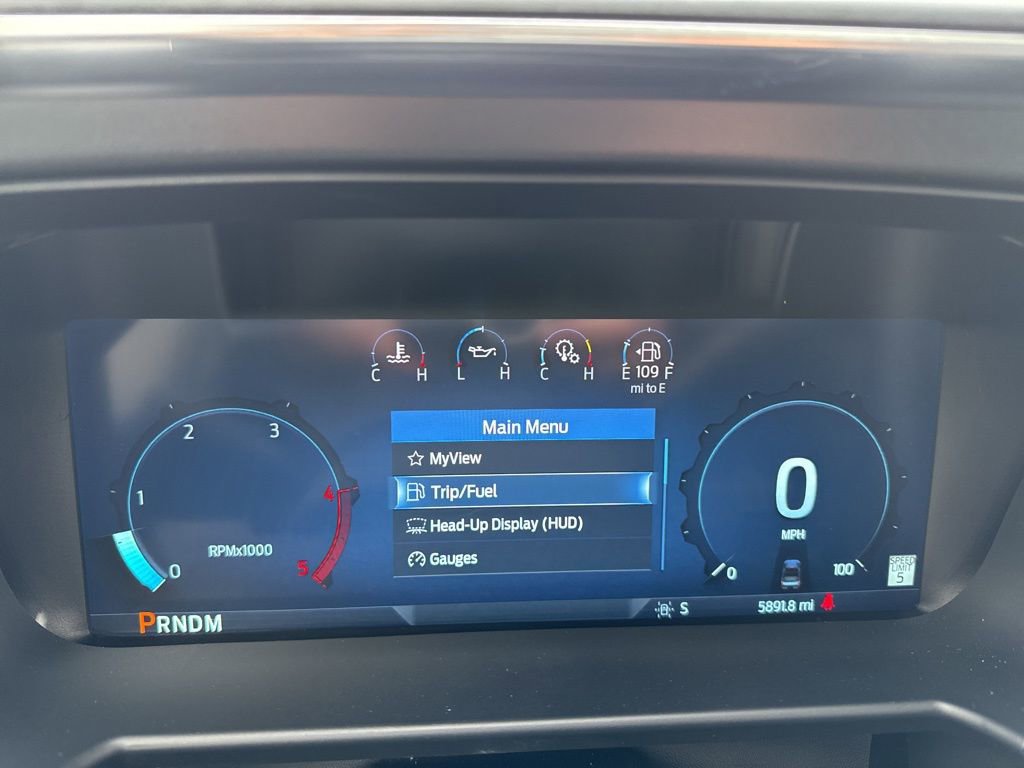 C H
L H
C H
E 109 F
mi to E
Main Menu
MyView
Trip/Fuel
Head-Up Display (HUD)
Gauges
0
1
2
3
4
5
RPMx1000
0
MPH
0
100
SPEED
LIMIT
5
PRNDM
S
5891.8 mi